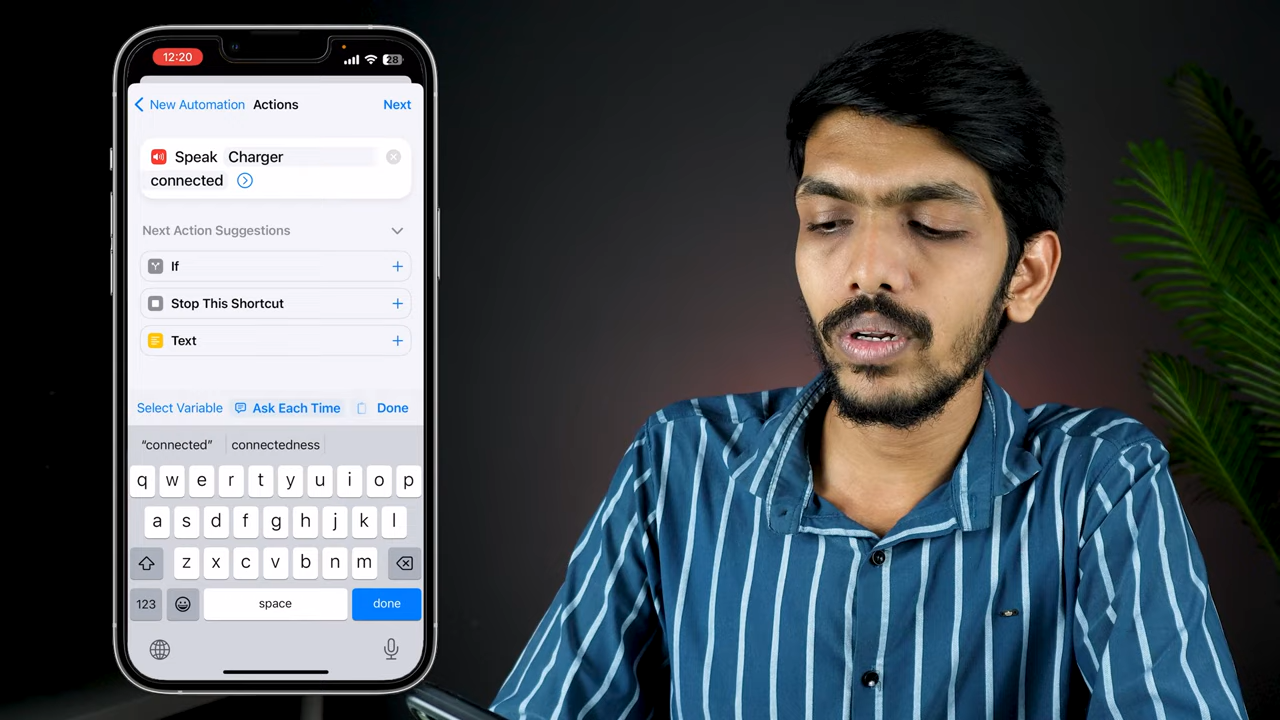 12:20
28
New Automation Actions Next
Speak Charger
connected
Next Action Suggestions
If
Stop This Shortcut
Text
Select Variable Ask Each Time Done
“connected” connectedness
q w e r t y u i o p
a s d f g h j k l
z x c v b n m
123 space done